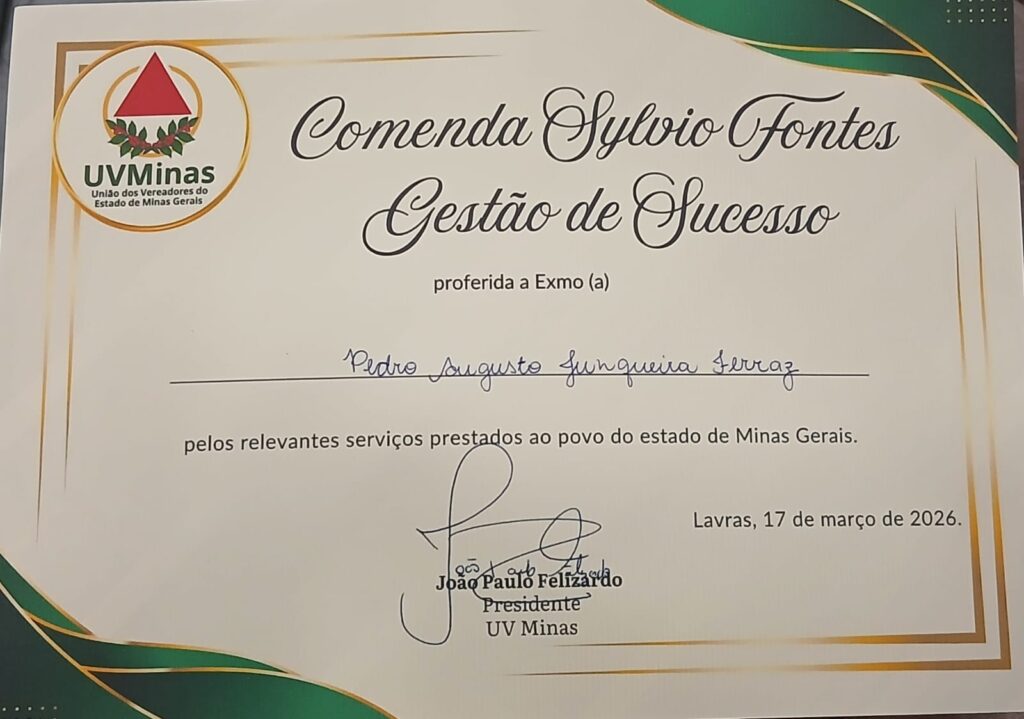 UVMinas
União dos Vereadores do
Estado de Minas Gerais
Comenda Sylvio Fontes
Gestão de Sucesso
proferida a Exmo (a)
Pedro Augusto Junqueira Ferraz
pelos relevantes serviços prestados ao povo do estado de Minas Gerais.
Lavras, 17 de março de 2026.
João Paulo Felizardo
Presidente
UV Minas